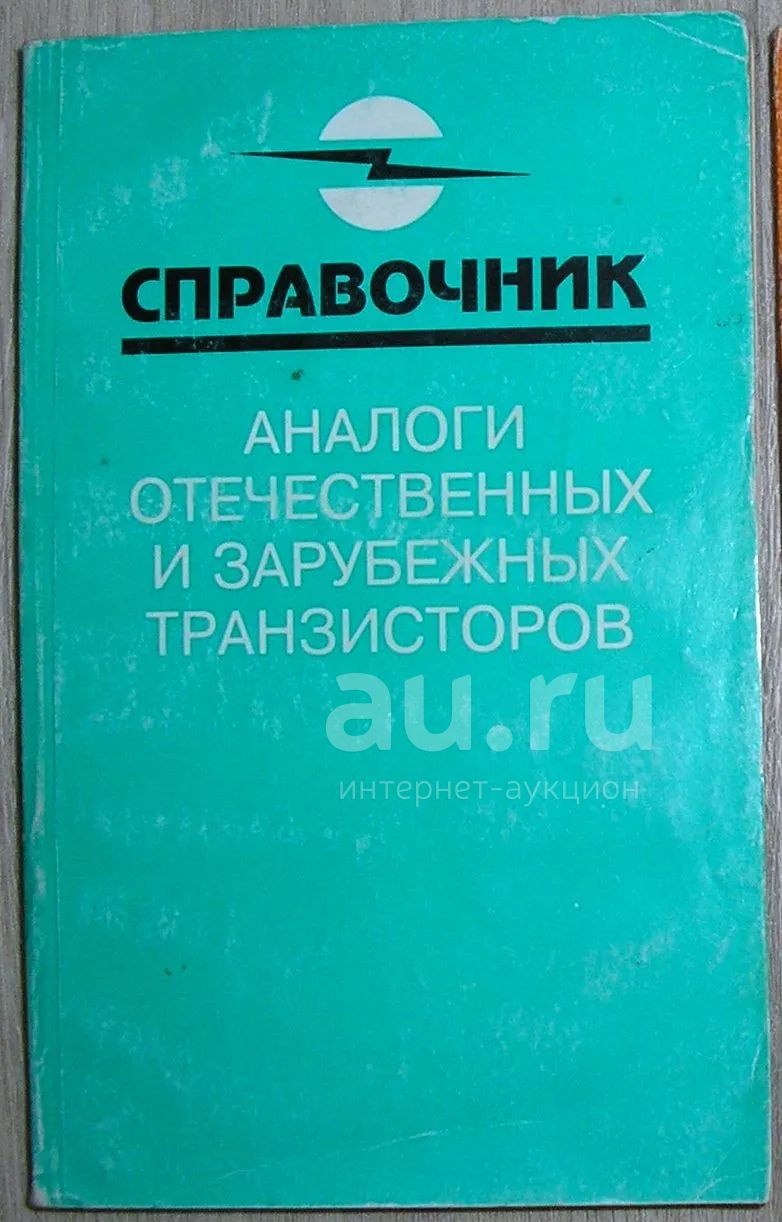 СПРАВОЧНИК
АНАЛОГИ
ОТЕЧЕСТВЕННЫХ
И ЗАРУБЕЖНЫХ
ТРАНЗИСТОРОВ
au.ru
интернет-аукцион